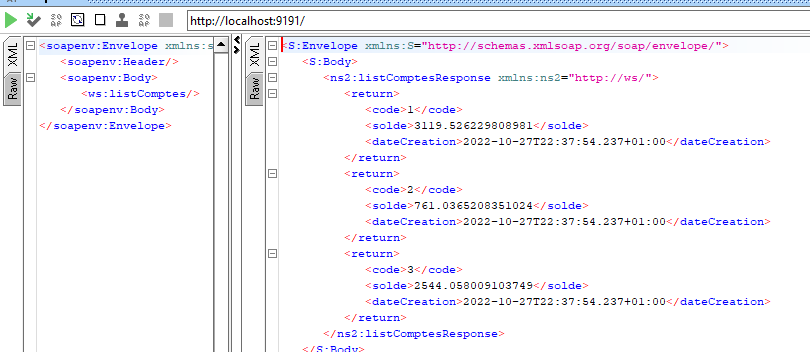 http://localhost:9191/
XML
Raw
<soapenv:Envelope xmlns:s
<soapenv:Header/>
<soapenv:Body>
<ws:listComptes/>
</soapenv:Body>
</soapenv:Envelope>
XML
Raw
<S:Envelope xmlns:S="http://schemas.xmlsoap.org/soap/envelope/">
<S:Body>
<ns2:listComptesResponse xmlns:ns2="http://ws/">
<return>
<code>1</code>
<solde>3119.526229808981</solde>
<dateCreation>2022-10-27T22:37:54.237+01:00</dateCreation>
</return>
<return>
<code>2</code>
<solde>761.0365208351024</solde>
<dateCreation>2022-10-27T22:37:54.237+01:00</dateCreation>
</return>
<return>
<code>3</code>
<solde>2544.058009103749</solde>
<dateCreation>2022-10-27T22:37:54.237+01:00</dateCreation>
</return>
</ns2:listComptesResponse>
</S:Body>